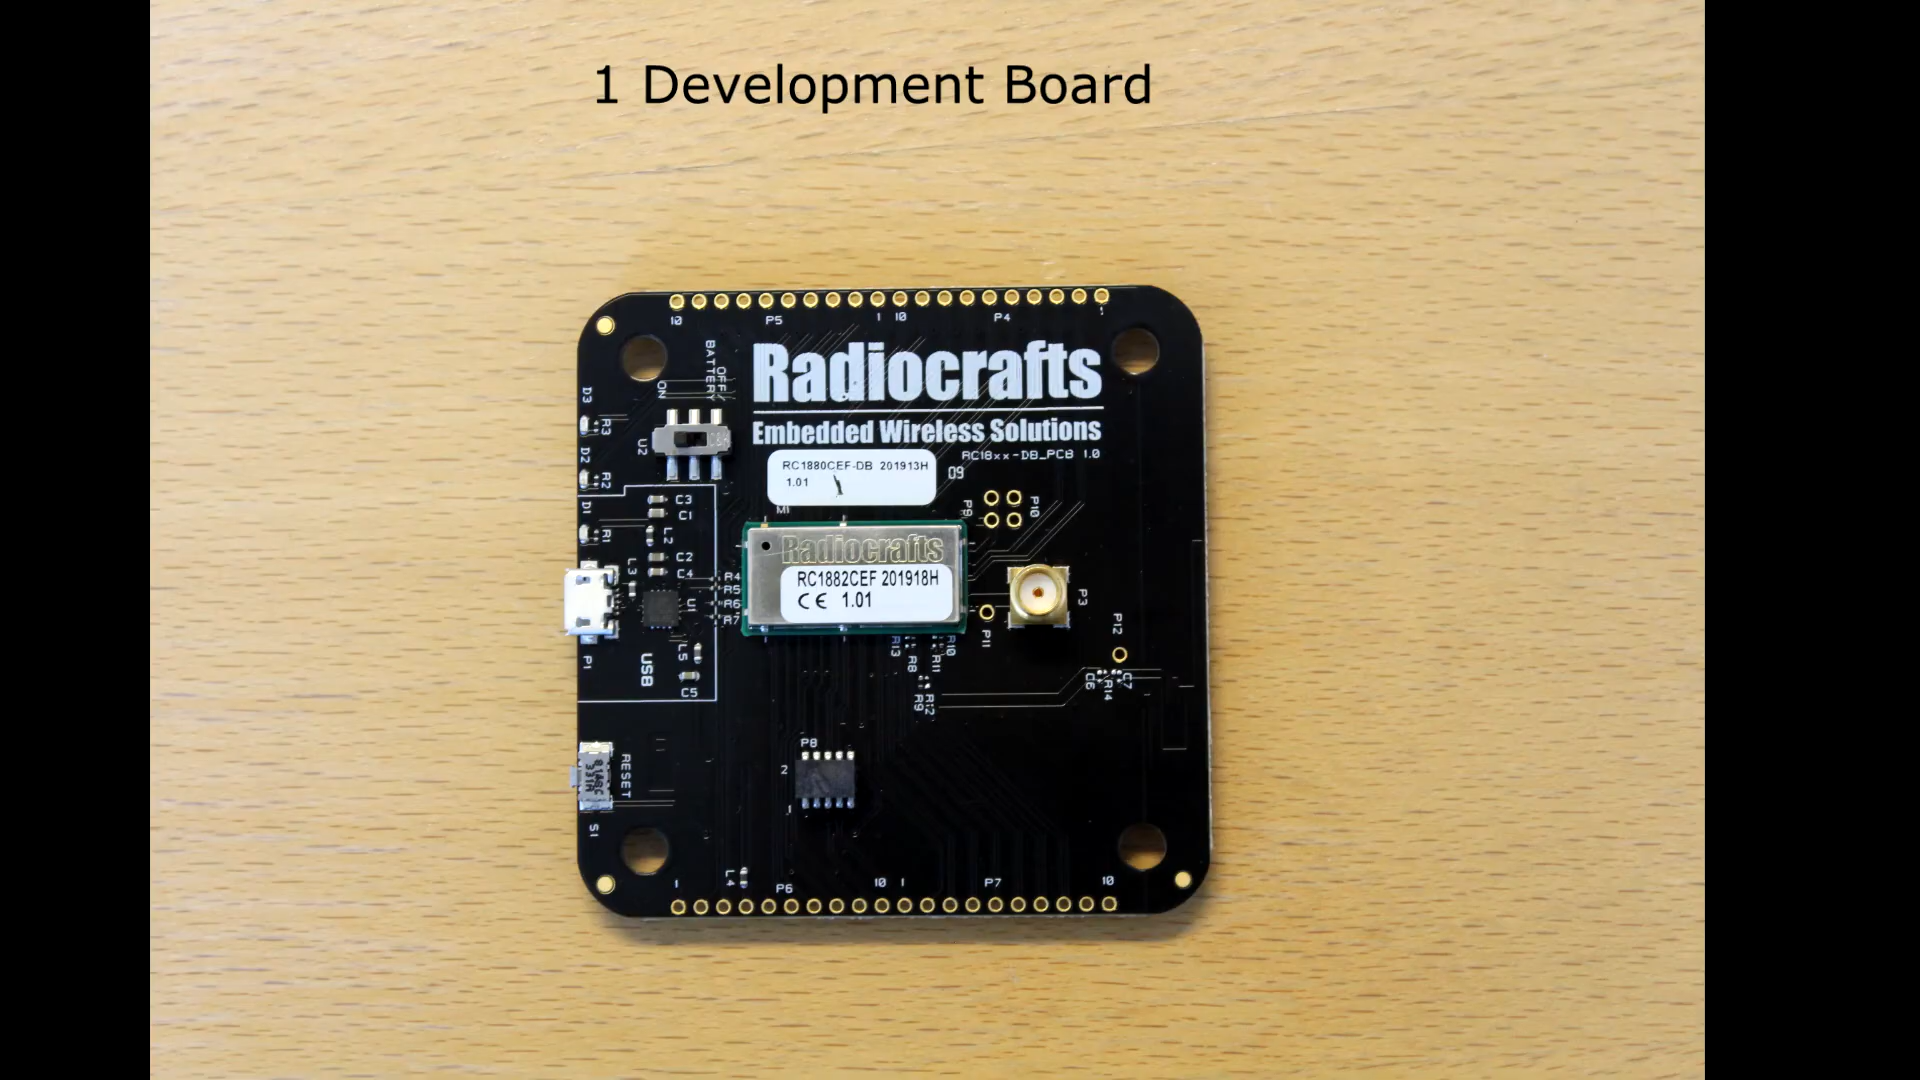 1 Development Board
10 P5 1 10 P4 1
BATTERY
OFF
ON
Radiocrafts
Embedded Wireless Solutions
RC18xx-DB_PCB 1.0
D3
R3
U2
D2
R2
RC1880CEF-DB 201913H
1.01
09
M1
D1
R1
C3
C1
L2
C2
C4
L3
P9
P10
R4
R5
R6
R7
U1
Radiocrafts
RC1882CEF 201918H
CE 1.01
P3
P11
P12
P1
USB
L5
C5
R13
R8
R11
R10
R9
R12
C6
R14
C7
P8
2
1
RESET
S1
L4
1 P6 10 1 P7 10